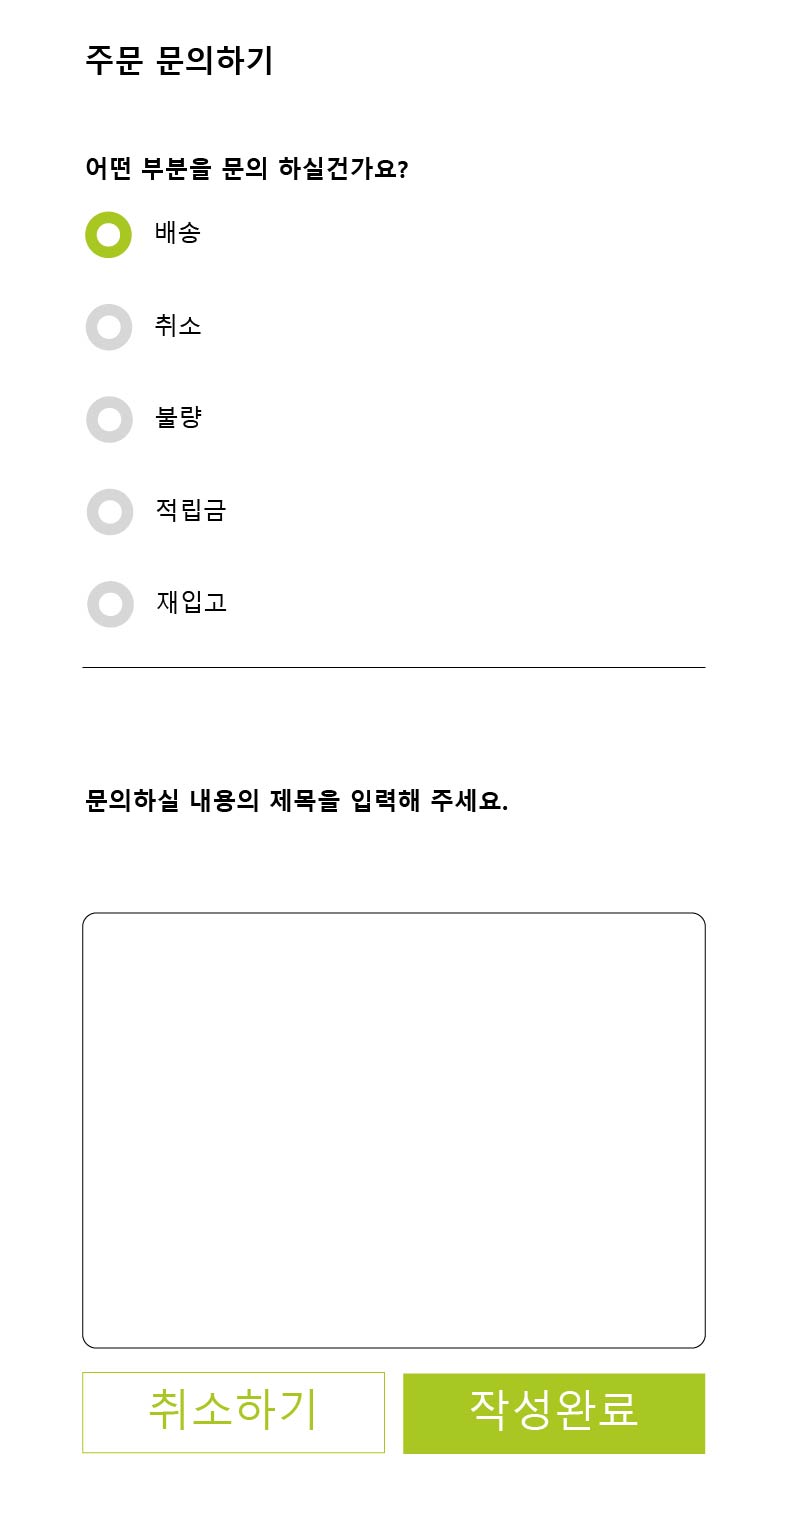 주문 문의하기
어떤 부분을 문의 하실건가요?
배송
취소
불량
적립금
재입고
문의하실 내용의 제목을 입력해 주세요.
취소하기
작성완료